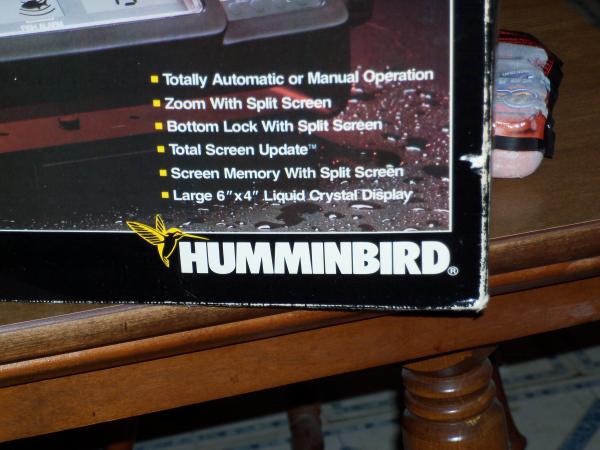 Totally Automatic or Manual Operation
Zoom With Split Screen
Bottom Lock With Split Screen
Total Screen Update™
Screen Memory With Split Screen
Large 6"x4" Liquid Crystal Display
HUMMINBIRD®